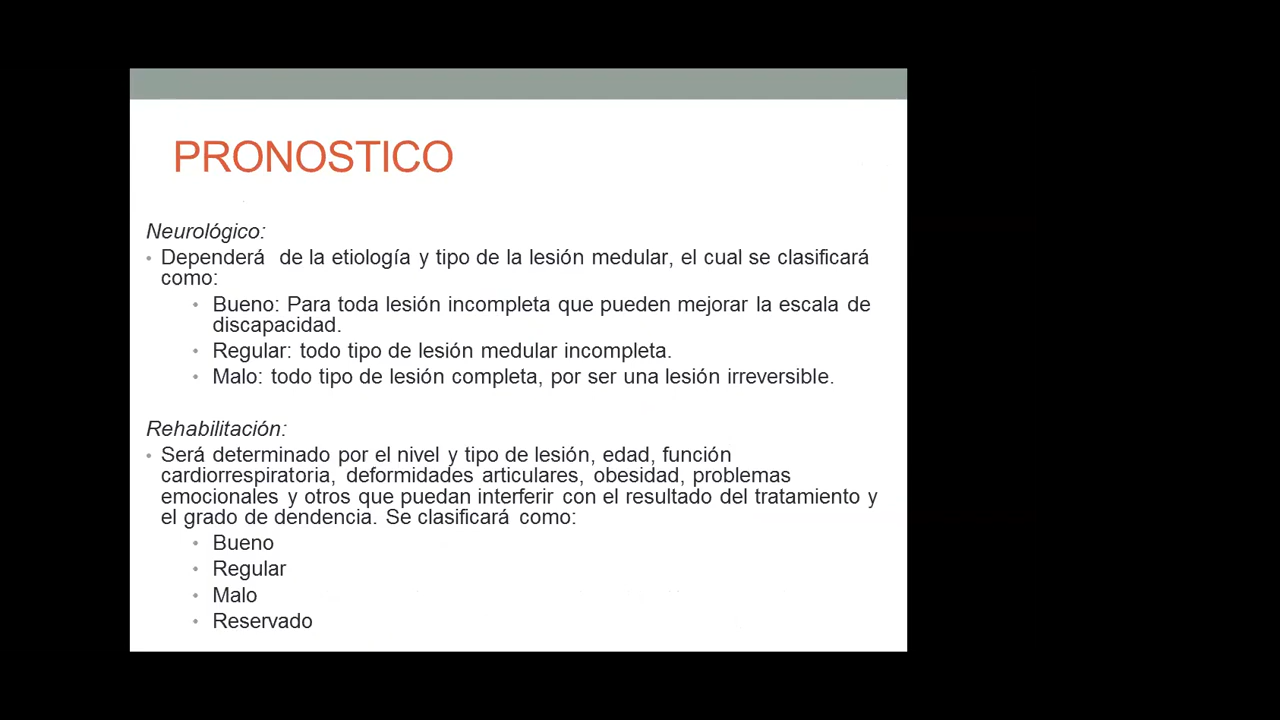 PRONOSTICO
Neurológico:
• Dependerá de la etiología y tipo de la lesión medular, el cual se clasificará
como:
• Bueno: Para toda lesión incompleta que pueden mejorar la escala de
discapacidad.
• Regular: todo tipo de lesión medular incompleta.
• Malo: todo tipo de lesión completa, por ser una lesión irreversible.
Rehabilitación:
• Será determinado por el nivel y tipo de lesión, edad, función
cardiorrespiratoria, deformidades articulares, obesidad, problemas
emocionales y otros que puedan interferir con el resultado del tratamiento y
el grado de dendencia. Se clasificará como:
• Bueno
• Regular
• Malo
• Reservado